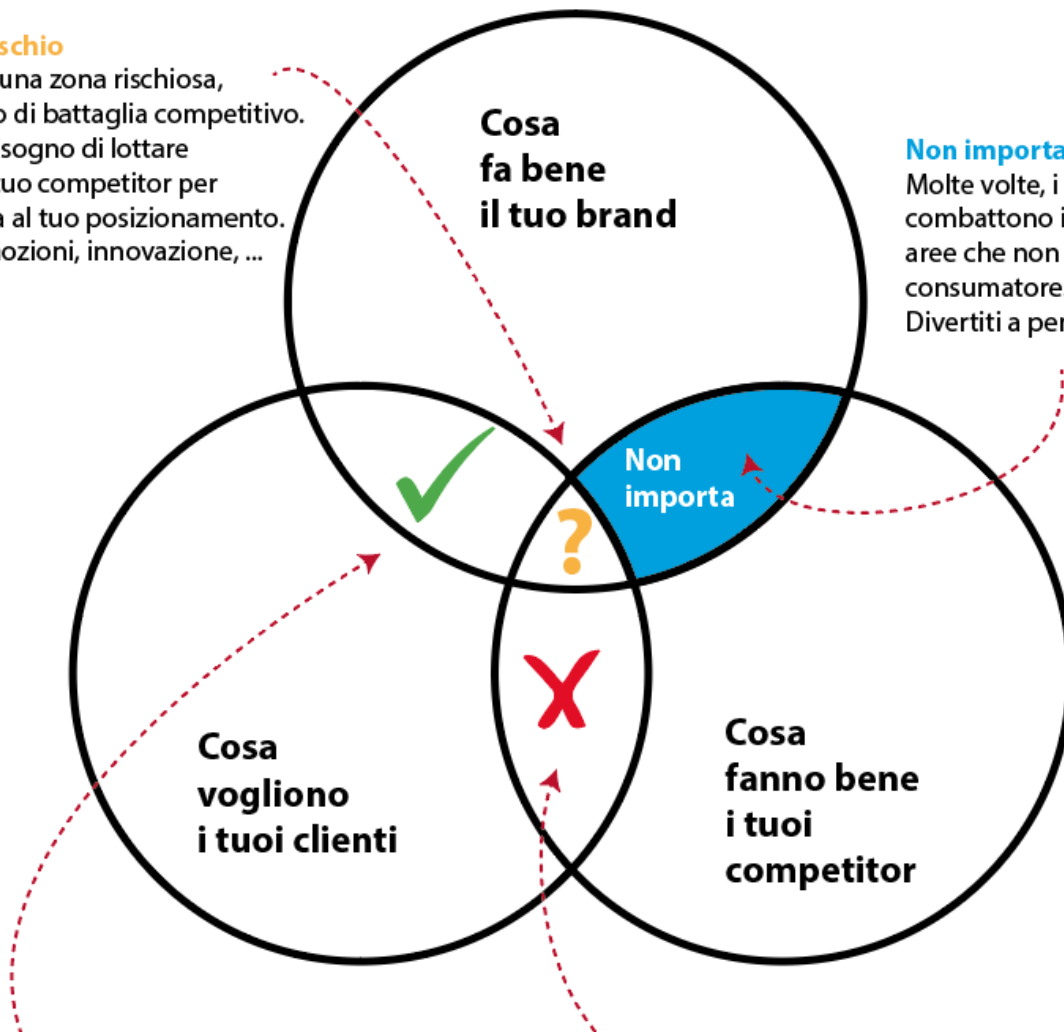 schio
una zona rischiosa,
o di battaglia competitivo.
sogno di lottare
tuo competitor per
a al tuo posizionamento.
ozioni, innovazione, ...
Cosa
fa bene
il tuo brand
Non importa
Molte volte, i
combattono i
aree che non
consumatore
Divertiti a per
Non
importa
?
Cosa
vogliono
i tuoi clienti
Cosa
fanno bene
i tuoi
competitor